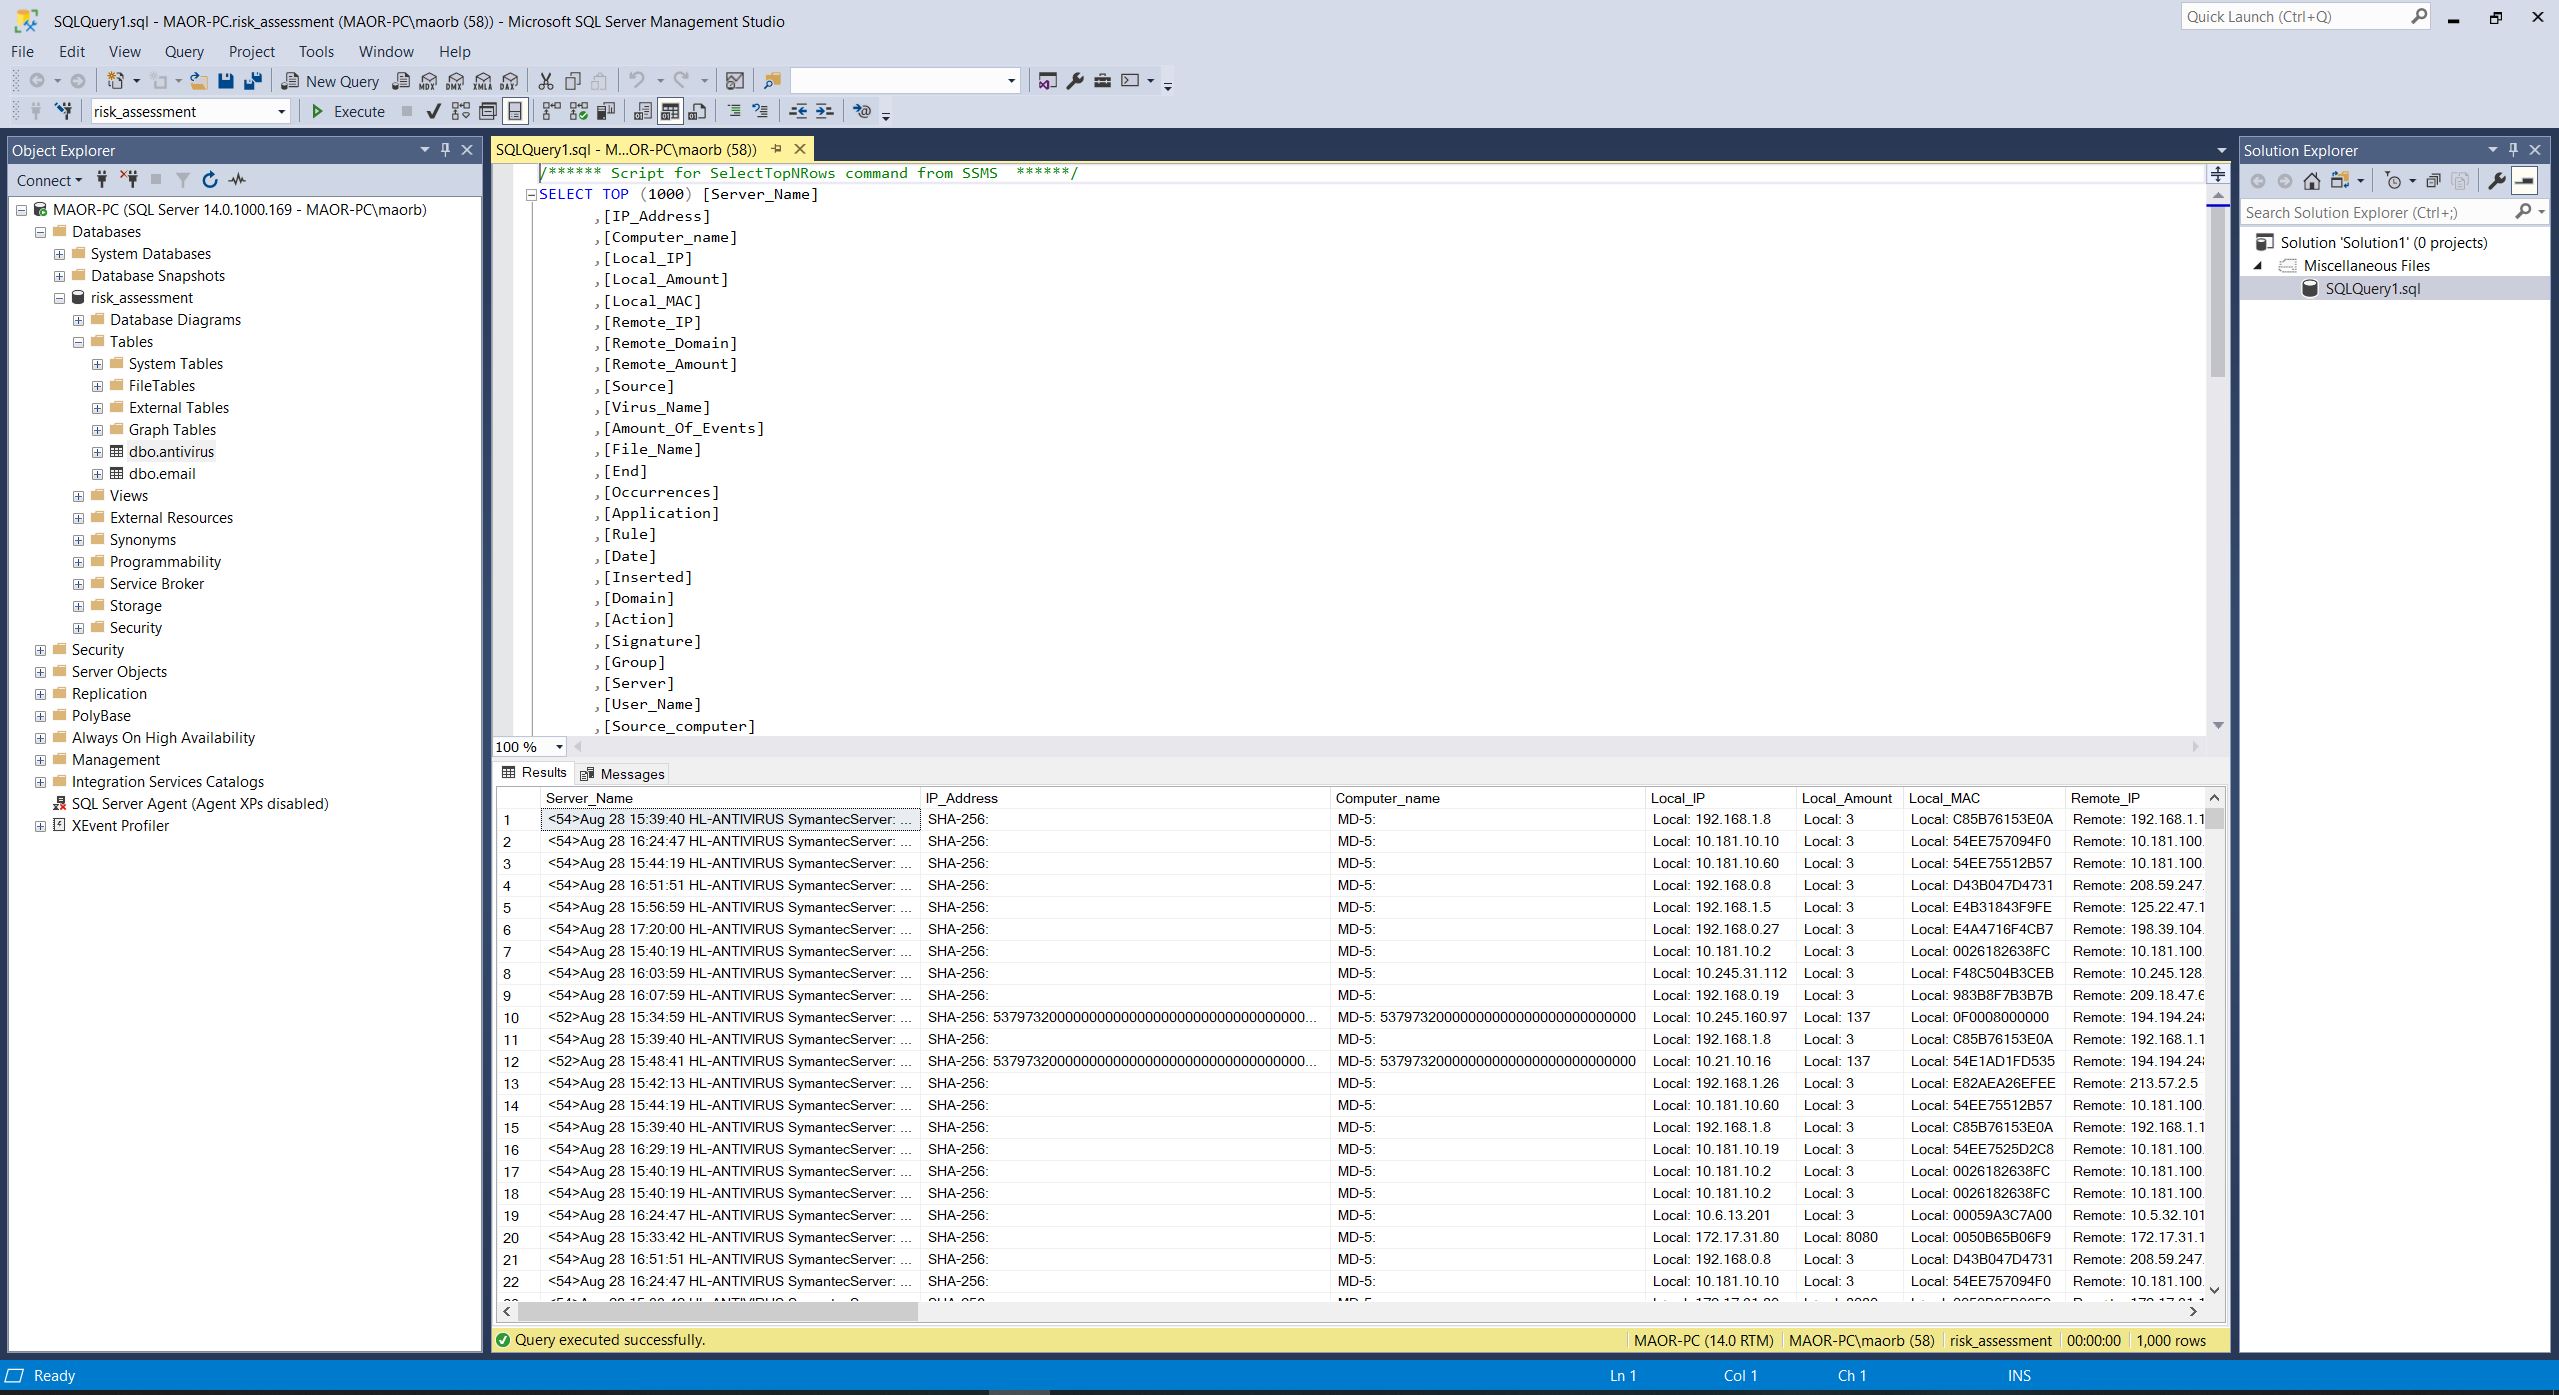 SQLQuery1.sql - MAOR-PC.risk_assessment (MAOR-PC\maorb (58)) - Microsoft SQL Server Management Studio
Quick Launch (Ctrl+Q)
File Edit View Query Project Tools Window Help
New Query MDX DMX XMLA DAX
risk_assessment Execute
Object Explorer
Connect
MAOR-PC (SQL Server 14.0.1000.169 - MAOR-PC\maorb)
Databases
System Databases
Database Snapshots
risk_assessment
Database Diagrams
Tables
System Tables
FileTables
External Tables
Graph Tables
dbo.antivirus
dbo.email
Views
External Resources
Synonyms
Programmability
Service Broker
Storage
Security
Security
Server Objects
Replication
PolyBase
Always On High Availability
Management
Integration Services Catalogs
SQL Server Agent (Agent XPs disabled)
XEvent Profiler
SQLQuery1.sql - M...OR-PC\maorb (58))
/****** Script for SelectTopNRows command from SSMS ******/
SELECT TOP (1000) [Server_Name]
,[IP_Address]
,[Computer_name]
,[Local_IP]
,[Local_Amount]
,[Local_MAC]
,[Remote_IP]
,[Remote_Domain]
,[Remote_Amount]
,[Source]
,[Virus_Name]
,[Amount_Of_Events]
,[File_Name]
,[End]
,[Occurrences]
,[Application]
,[Rule]
,[Date]
,[Inserted]
,[Domain]
,[Action]
,[Signature]
,[Group]
,[Server]
,[User_Name]
,[Source_computer]
100 %
Results Messages
Server_Name IP_Address Computer_name Local_IP Local_Amount Local_MAC Remote_IP
1 <54>Aug 28 15:39:40 HL-ANTIVIRUS SymantecServer: ... SHA-256: MD-5: Local: 192.168.1.8 Local: 3 Local: C85B76153E0A Remote: 192.168.1.1
2 <54>Aug 28 16:24:47 HL-ANTIVIRUS SymantecServer: ... SHA-256: MD-5: Local: 10.181.10.10 Local: 3 Local: 54EE757094F0 Remote: 10.181.100.
3 <54>Aug 28 15:44:19 HL-ANTIVIRUS SymantecServer: ... SHA-256: MD-5: Local: 10.181.10.60 Local: 3 Local: 54EE75512B57 Remote: 10.181.100.
4 <54>Aug 28 16:51:51 HL-ANTIVIRUS SymantecServer: ... SHA-256: MD-5: Local: 192.168.0.8 Local: 3 Local: D43B047D4731 Remote: 208.59.247.
5 <54>Aug 28 15:56:59 HL-ANTIVIRUS SymantecServer: ... SHA-256: MD-5: Local: 192.168.1.5 Local: 3 Local: E4B31843F9FE Remote: 125.22.47.1
6 <54>Aug 28 17:20:00 HL-ANTIVIRUS SymantecServer: ... SHA-256: MD-5: Local: 192.168.0.27 Local: 3 Local: E4A4716F4CB7 Remote: 198.39.104.
7 <54>Aug 28 15:40:19 HL-ANTIVIRUS SymantecServer: ... SHA-256: MD-5: Local: 10.181.10.2 Local: 3 Local: 0026182638FC Remote: 10.181.100.
8 <54>Aug 28 16:03:59 HL-ANTIVIRUS SymantecServer: ... SHA-256: MD-5: Local: 10.245.31.112 Local: 3 Local: F48C504B3CEB Remote: 10.245.128.
9 <54>Aug 28 16:07:59 HL-ANTIVIRUS SymantecServer: ... SHA-256: MD-5: Local: 192.168.0.19 Local: 3 Local: 983B8F7B3B7B Remote: 209.18.47.6
10 <52>Aug 28 15:34:59 HL-ANTIVIRUS SymantecServer: ... SHA-256: MD-5: 53797320000000000000000000000000 Local: 10.245.160.97 Local: 137 Local: 0F0008000000 Remote: 194.194.248
11 <54>Aug 28 15:39:40 HL-ANTIVIRUS SymantecServer: ... SHA-256: MD-5: Local: 192.168.1.8 Local: 3 Local: C85B76153E0A Remote: 192.168.1.1
12 <52>Aug 28 15:48:41 HL-ANTIVIRUS SymantecServer: ... SHA-256: MD-5: 53797320000000000000000000000000 Local: 10.21.10.16 Local: 137 Local: 54E1AD1FD535 Remote: 194.194.248
13 <54>Aug 28 15:42:13 HL-ANTIVIRUS SymantecServer: ... SHA-256: MD-5: Local: 192.168.1.26 Local: 3 Local: E82AEA26EFEE Remote: 213.57.2.5
14 <54>Aug 28 15:44:19 HL-ANTIVIRUS SymantecServer: ... SHA-256: MD-5: Local: 10.181.10.60 Local: 3 Local: 54EE75512B57 Remote: 10.181.100.
15 <54>Aug 28 15:39:40 HL-ANTIVIRUS SymantecServer: ... SHA-256: MD-5: Local: 192.168.1.8 Local: 3 Local: C85B76153E0A Remote: 192.168.1.1
16 <54>Aug 28 16:29:19 HL-ANTIVIRUS SymantecServer: ... SHA-256: MD-5: Local: 10.181.10.19 Local: 3 Local: 54EE7525D2C8 Remote: 10.181.100.
17 <54>Aug 28 15:40:19 HL-ANTIVIRUS SymantecServer: ... SHA-256: MD-5: Local: 10.181.10.2 Local: 3 Local: 0026182638FC Remote: 10.181.100.
18 <54>Aug 28 15:40:19 HL-ANTIVIRUS SymantecServer: ... SHA-256: MD-5: Local: 10.181.10.2 Local: 3 Local: 0026182638FC Remote: 10.181.100.
19 <54>Aug 28 16:24:47 HL-ANTIVIRUS SymantecServer: ... SHA-256: MD-5: Local: 10.6.13.201 Local: 3 Local: 00059A3C7A00 Remote: 10.5.32.101
20 <54>Aug 28 15:33:42 HL-ANTIVIRUS SymantecServer: ... SHA-256: MD-5: Local: 172.17.31.80 Local: 8080 Local: 0050B65B06F9 Remote: 172.17.31.1
21 <54>Aug 28 16:51:51 HL-ANTIVIRUS SymantecServer: ... SHA-256: MD-5: Local: 192.168.0.8 Local: 3 Local: D43B047D4731 Remote: 208.59.247.
22 <54>Aug 28 16:24:47 HL-ANTIVIRUS SymantecServer: ... SHA-256: MD-5: Local: 10.181.10.10 Local: 3 Local: 54EE757094F0 Remote: 10.181.100.
Query executed successfully. MAOR-PC (14.0 RTM) MAOR-PC\maorb (58) risk_assessment 00:00:00 1,000 rows
Solution Explorer
Search Solution Explorer (Ctrl+;)
Solution 'Solution1' (0 projects)
Miscellaneous Files
SQLQuery1.sql
Ready Ln 1 Col 1 Ch 1 INS